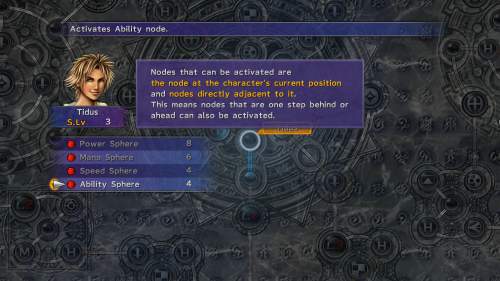 Activates Ability node.
Nodes that can be activated are
the node at the character's current position
and nodes directly adjacent to it.
This means nodes that are one step behind or
ahead can also be activated.
Tidus
S.Lv 3
Power Sphere 8
Mana Sphere 6
Speed Sphere 4
Ability Sphere 4
M
H
L
H
H